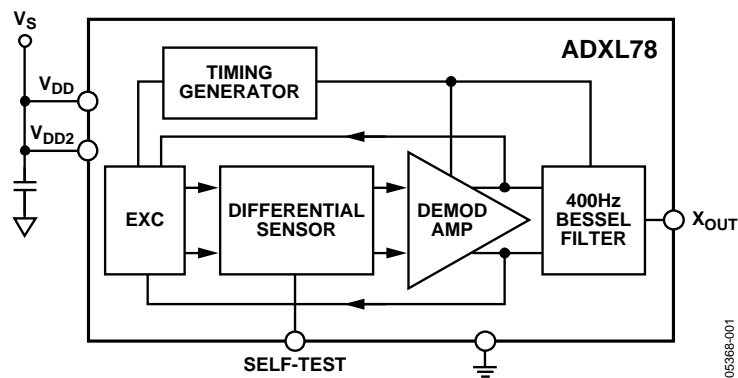 VS
ADXL78
TIMING
GENERATOR
VDD
VDD2
EXC
DIFFERENTIAL
SENSOR
DEMOD
AMP
400Hz
BESSEL
FILTER
XOUT
SELF-TEST
05368-001